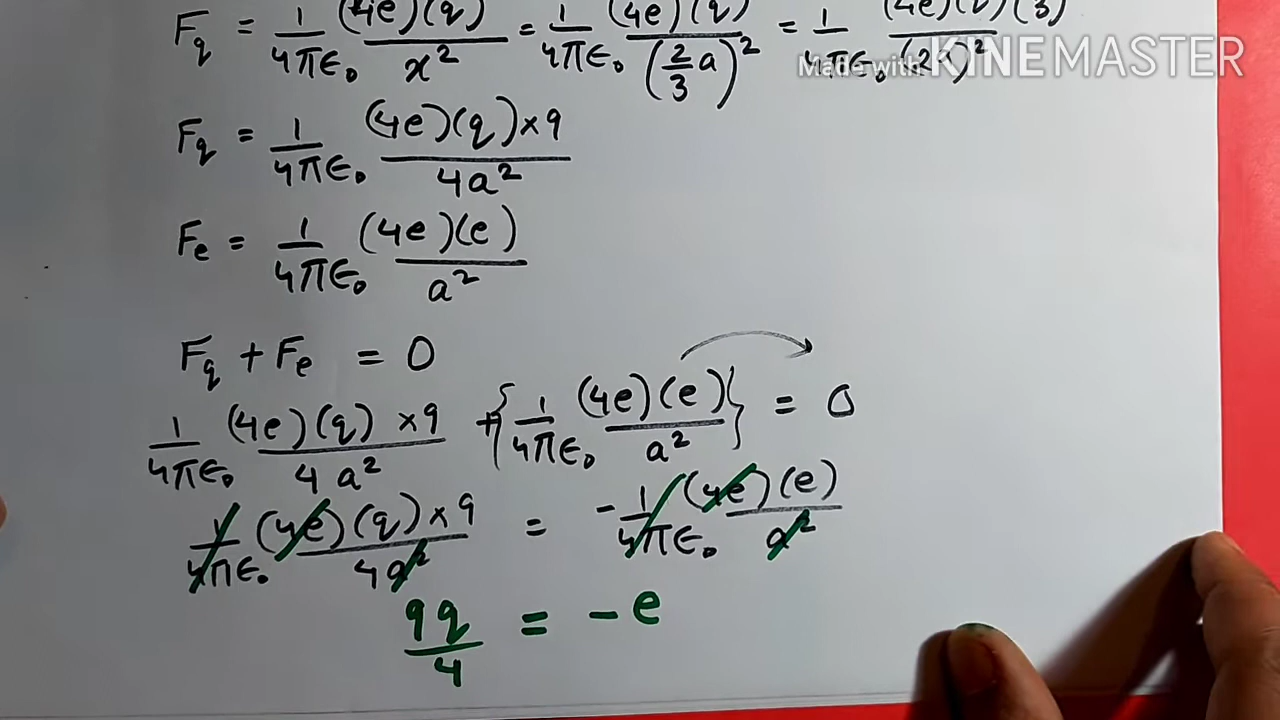 F_q = 1/4πϵ₀ (4e)(q)/x² = 1/4πϵ₀ (4e)(q)/(2/3 a)² = 1/4πϵ₀ (4e)(q)(3)/(2a)²
Made with KINEMASTER
F_q = 1/4πϵ₀ (4e)(q)×9/4a²
F_e = 1/4πϵ₀ (4e)(e)/a²
F_q + F_e = 0
1/4πϵ₀ (4e)(q)×9/4a² + {1/4πϵ₀ (4e)(e)/a²} = 0
1/4πϵ₀ (4e)(q)×9/4a² = -1/4πϵ₀ (4e)(e)/a²
9q/4 = -e